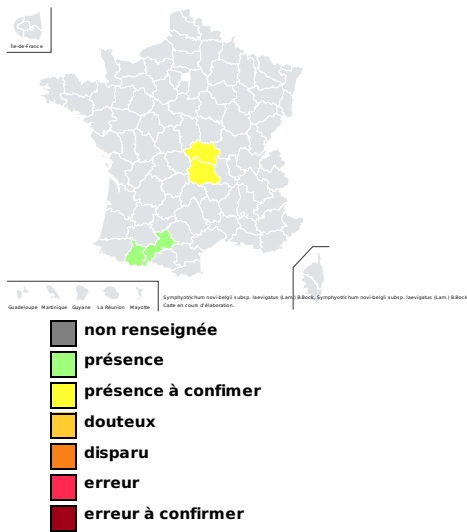 Île-de-France
Guadeloupe Martinique Guyane La Réunion Mayotte
Symphyotrichum novi-belgii subsp. laevigatus (Lam.) B.Bock, Symphyotrichum novi-belgii subsp. laevigatus (Lam.) B.Bock
Carte en cours d'élaboration.
non renseignée
présence
présence à confimer
douteux
disparu
erreur
erreur à confirmer